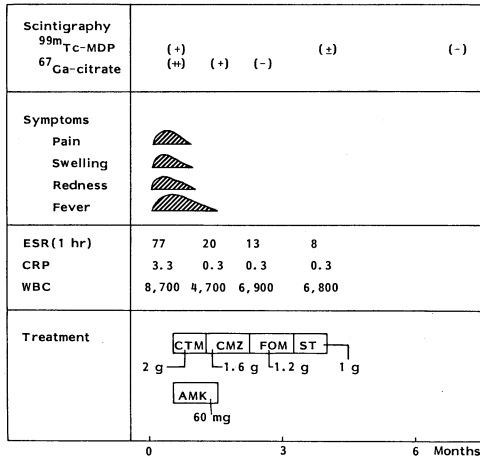 Scintigraphy
99mTc-MDP (+) (±) (-)
67Ga-citrate (++) (+) (-)
Symptoms
Pain
Swelling
Redness
Fever
ESR(1 hr) 77 20 13 8
CRP 3.3 0.3 0.3 0.3
WBC 8,700 4,700 6,900 6,800
Treatment
CTM CMZ FOM ST
2 g 1.6 g 1.2 g 1 g
AMK
60 mg
0 3 6 Months